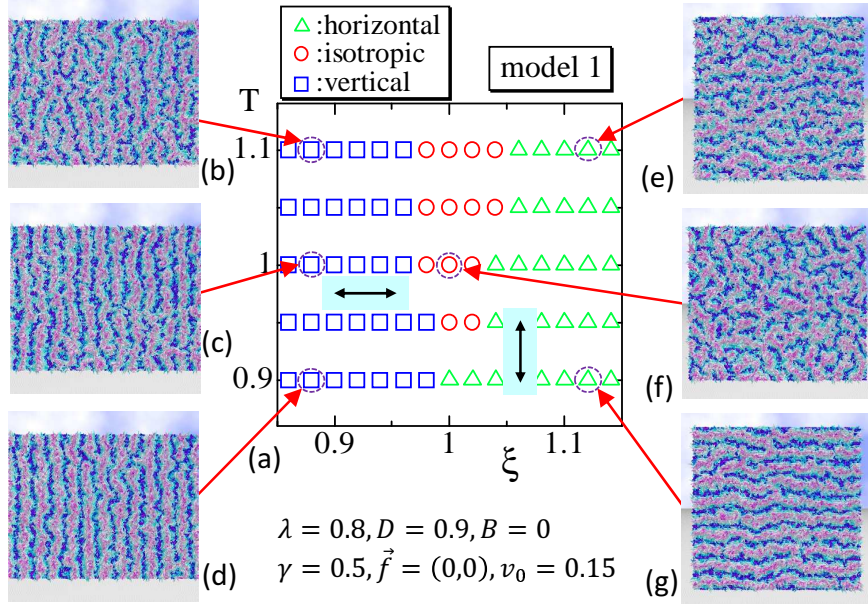 △:horizontal
○:isotropic
□:vertical
model 1
T
1.1
1
0.9
0.9
1
1.1
ξ
(a)
(b)
(c)
(d)
(e)
(f)
(g)
λ = 0.8, D = 0.9, B = 0
γ = 0.5, f⃗ = (0,0), v₀ = 0.15